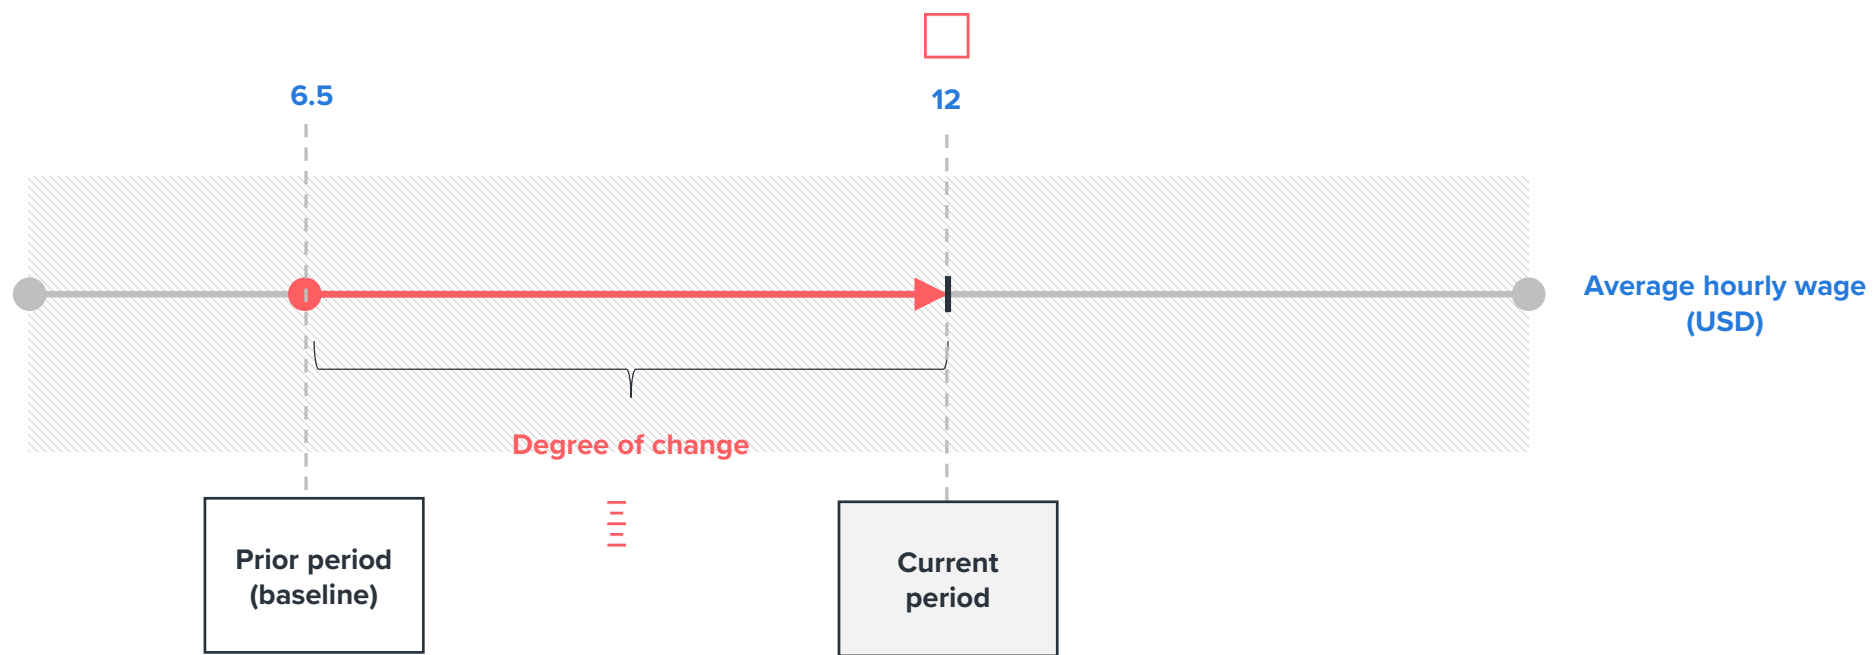 6.5
12
Average hourly wage
(USD)
Degree of change
Prior period
(baseline)
Current
period